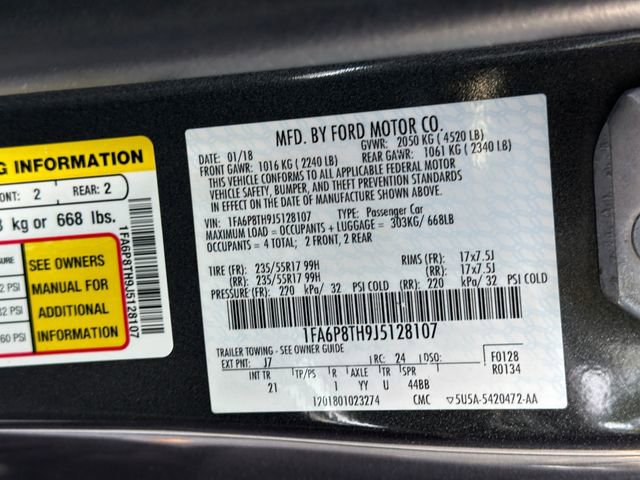 G INFORMATION
ONT: 2 REAR: 2
kg or 668 lbs.
SURE
2 PSI
2 PSI
60 PSI
SEE OWNERS
MANUAL FOR
ADDITIONAL
INFORMATION
1FA6P8TH9J5128107
MFD. BY FORD MOTOR CO.
DATE: 01/18 GVWR: 2050 KG ( 4520 LB)
FRONT GAWR: 1016 KG ( 2240 LB) REAR GAWR: 1061 KG ( 2340 LB)
THIS VEHICLE CONFORMS TO ALL APPLICABLE FEDERAL MOTOR
VEHICLE SAFETY, BUMPER, AND THEFT PREVENTION STANDARDS
IN EFFECT ON THE DATE OF MANUFACTURE SHOWN ABOVE.
VIN: 1FA6P8TH9J5128107 TYPE: Passenger Car
MAXIMUM LOAD = OCCUPANTS + LUGGAGE = 303KG/ 668LB
OCCUPANTS = 4 TOTAL; 2 FRONT, 2 REAR
TIRE (FR): 235/55R17 99H RIMS (FR): 17x7.5J
(RR): 235/55R17 99H (RR): 17x7.5J
PRESSURE (FR): 220 kPa/ 32 PSI COLD (RR): 220 kPa/ 32 PSI COLD
1FA6P8TH9J5128107
TRAILER TOWING - SEE OWNER GUIDE
EXT PNT: J7 RC: 24 DSO: F0128
INT TR TP/PS R AXLE TR SPR R0134
21 1 YY U 44BB
1201801023274 CMC ▽5U5A-5420472-AA